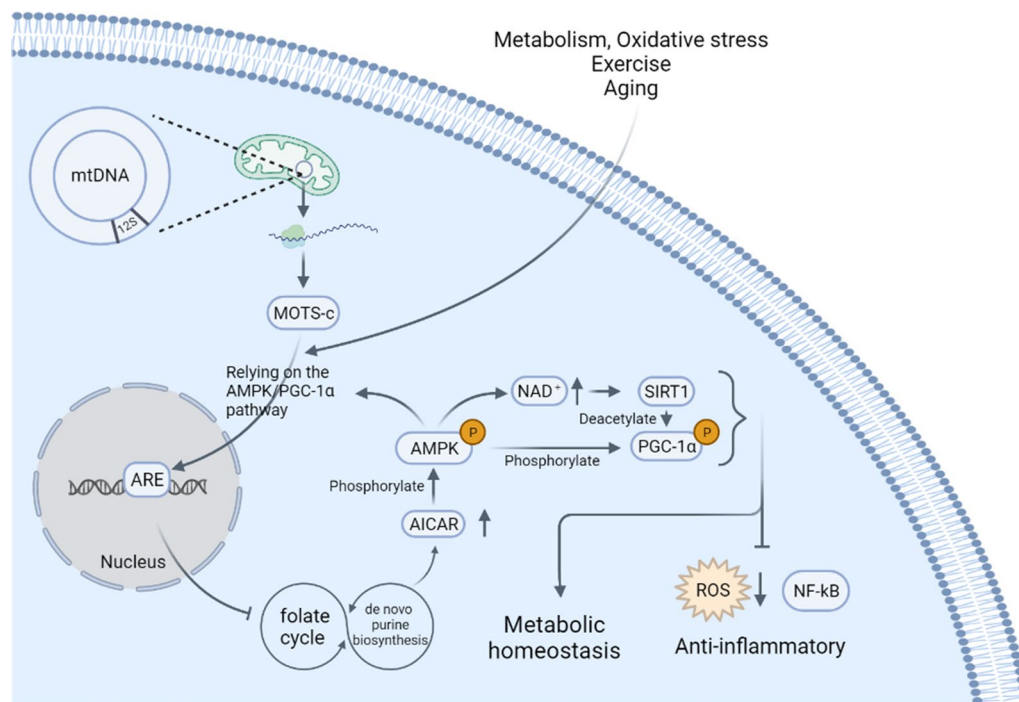 Metabolism, Oxidative stress
Exercise
Aging
mtDNA
12S
MOTS-c
Relying on the
AMPK/PGC-1α
pathway
NAD⁺
SIRT1
Deacetylate
P
P
AMPK
PGC-1α
Phosphorylate
ARE
Phosphorylate
AICAR
Nucleus
folate
cycle
de novo
purine
biosynthesis
ROS
NF-kB
Metabolic
homeostasis
Anti-inflammatory